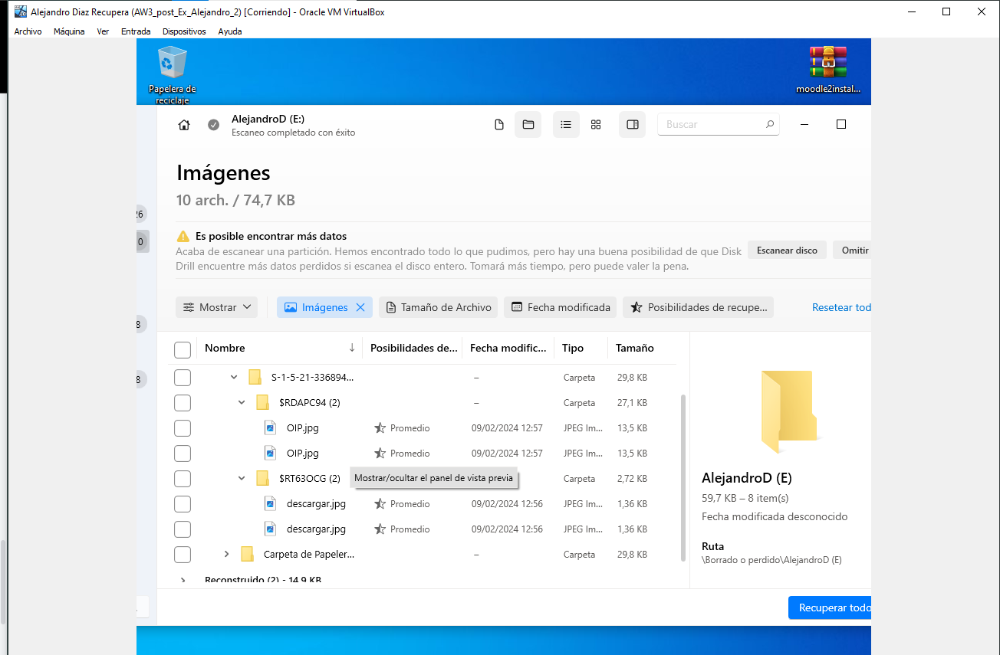 Alejandro Diaz Recupera (AW3_post_Ex_Alejandro_2) [Corriendo] - Oracle VM VirtualBox
Archivo Máquina Ver Entrada Dispositivos Ayuda
Papelera de
reciclaje
moodle2instal...
AlejandroD (E:)
Escaneo completado con éxito
Buscar
Imágenes
10 arch. / 74,7 KB
26
0
8
8
Es posible encontrar más datos
Acaba de escanear una partición. Hemos encontrado todo lo que pudimos, pero hay una buena posibilidad de que Disk
Drill encuentre más datos perdidos si escanea el disco entero. Tomará más tiempo, pero puede valer la pena.
Escanear disco Omitir
Mostrar Imágenes Tamaño de Archivo Fecha modificada Posibilidades de recupe... Resetear tod
Nombre Posibilidades de... Fecha modific... Tipo Tamaño
S-1-5-21-336894... – Carpeta 29,8 KB
$RDAPC94 (2) – Carpeta 27,1 KB
OIP.jpg Promedio 09/02/2024 12:57 JPEG Im... 13,5 KB
OIP.jpg Promedio 09/02/2024 12:57 JPEG Im... 13,5 KB
$RT63OCG (2) Carpeta 2,72 KB
Mostrar/ocultar el panel de vista previa
descargar.jpg Promedio 09/02/2024 12:56 JPEG Im... 1,36 KB
descargar.jpg Promedio 09/02/2024 12:56 JPEG Im... 1,36 KB
Carpeta de Papeler... – Carpeta 29,8 KB
Reconstruido (2) - 14,9 KB
AlejandroD (E)
59,7 KB – 8 item(s)
Fecha modificada desconocido
Ruta
\Borrado o perdido\AlejandroD (E)
Recuperar todo